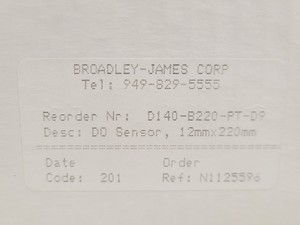 BROADLEY-JAMES CORP
Tel: 949-829-5555
Reorder Nr: D140-B220-PT-D9
Desc: DO Sensor, 12mmx220mm
Date Order
Code: 201 Ref: N1125596